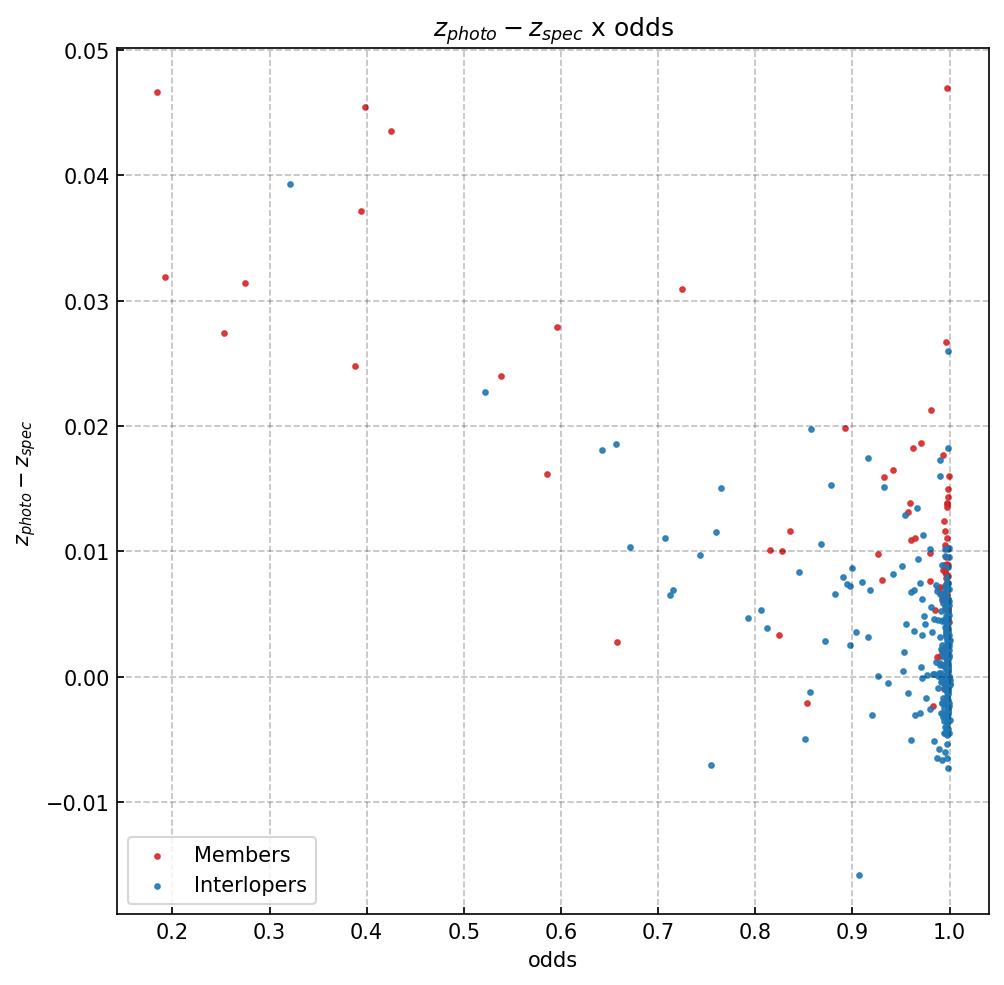 z_photo − z_spec x odds
0.05
0.04
0.03
0.02
0.01
0.00
−0.01
z_photo − z_spec
Members
Interlopers
0.2 0.3 0.4 0.5 0.6 0.7 0.8 0.9 1.0
odds